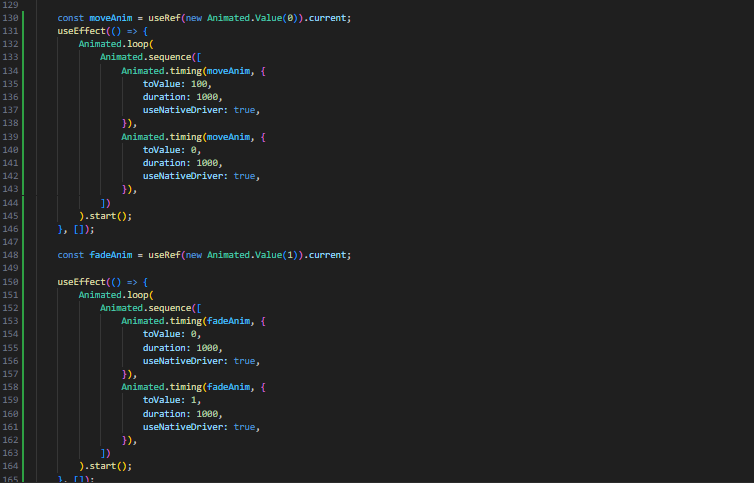 129
130 const moveAnim = useRef(new Animated.Value(0)).current;
131 useEffect(() => {
132 Animated.loop(
133 Animated.sequence([
134 Animated.timing(moveAnim, {
135 toValue: 100,
136 duration: 1000,
137 useNativeDriver: true,
138 }),
139 Animated.timing(moveAnim, {
140 toValue: 0,
141 duration: 1000,
142 useNativeDriver: true,
143 }),
144 ])
145 ).start();
146 }, []);
147
148 const fadeAnim = useRef(new Animated.Value(1)).current;
149
150 useEffect(() => {
151 Animated.loop(
152 Animated.sequence([
153 Animated.timing(fadeAnim, {
154 toValue: 0,
155 duration: 1000,
156 useNativeDriver: true,
157 }),
158 Animated.timing(fadeAnim, {
159 toValue: 1,
160 duration: 1000,
161 useNativeDriver: true,
162 }),
163 ])
164 ).start();
165 }, []);